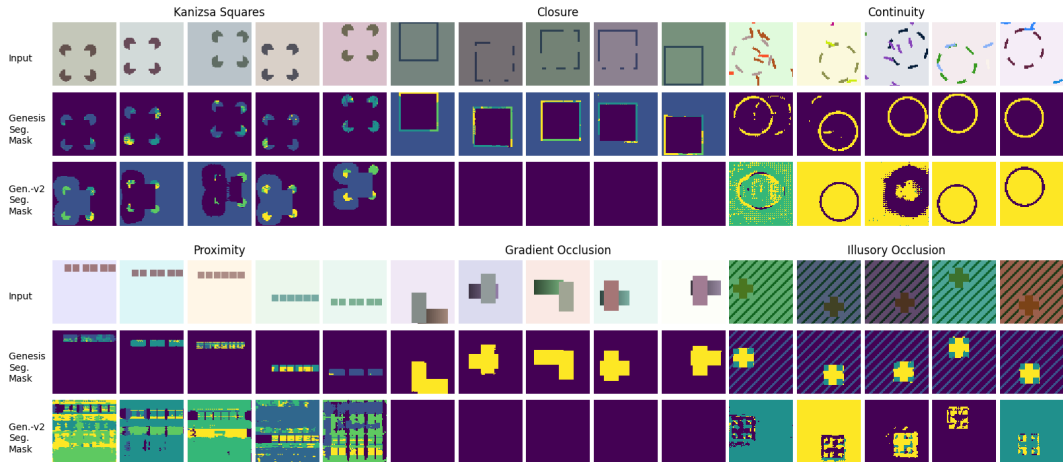 Kanizsa Squares
Closure
Continuity
Input
Genesis
Seg.
Mask
Gen.-v2
Seg.
Mask
Proximity
Gradient Occlusion
Illusory Occlusion
Input
Genesis
Seg.
Mask
Gen.-v2
Seg.
Mask